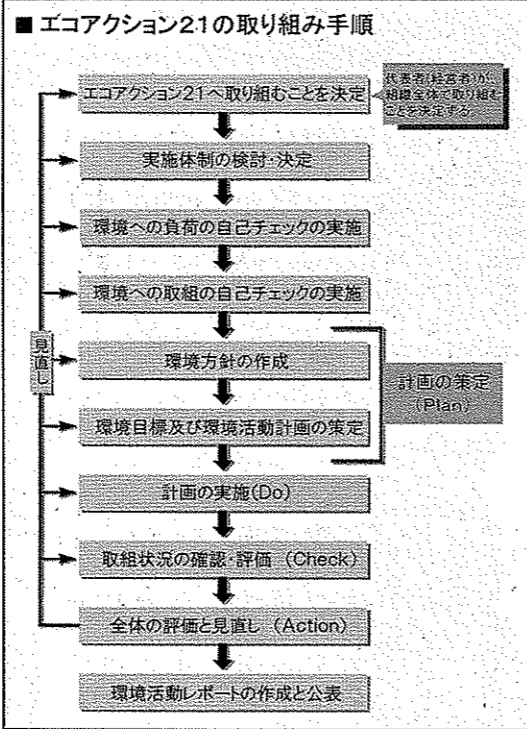 ■ エコアクション21の取り組み手順
エコアクション21へ取り組むことを決定
代表者(経営者)が、
組織全体で取り組む
ことを決定する
実施体制の検討・決定
環境への負荷の自己チェックの実施
環境への取組の自己チェックの実施
見直し
環境方針の作成
計画の策定
(Plan)
環境目標及び環境活動計画の策定
計画の実施(Do)
取組状況の確認・評価 (Check)
全体の評価と見直し (Action)
環境活動レポートの作成と公表